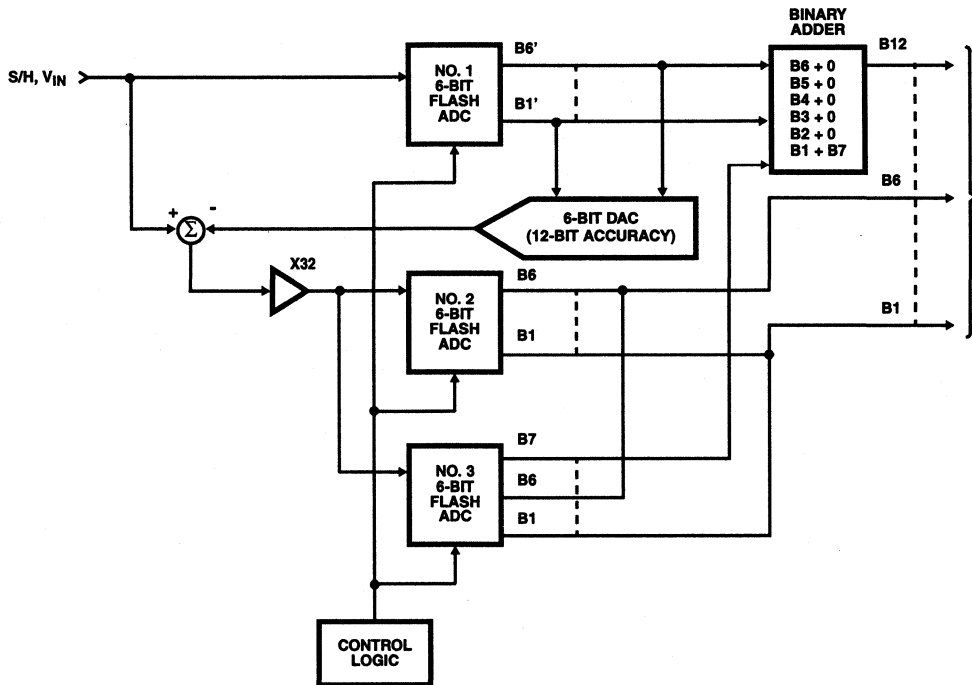 S/H, VIN
NO. 1
6-BIT
FLASH
ADC
B6'
B1'
BINARY
ADDER
B6 + 0
B5 + 0
B4 + 0
B3 + 0
B2 + 0
B1 + B7
B12
B6
B1
+
-
Σ
6-BIT DAC
(12-BIT ACCURACY)
X32
NO. 2
6-BIT
FLASH
ADC
B6
B1
NO. 3
6-BIT
FLASH
ADC
B7
B6
B1
CONTROL
LOGIC